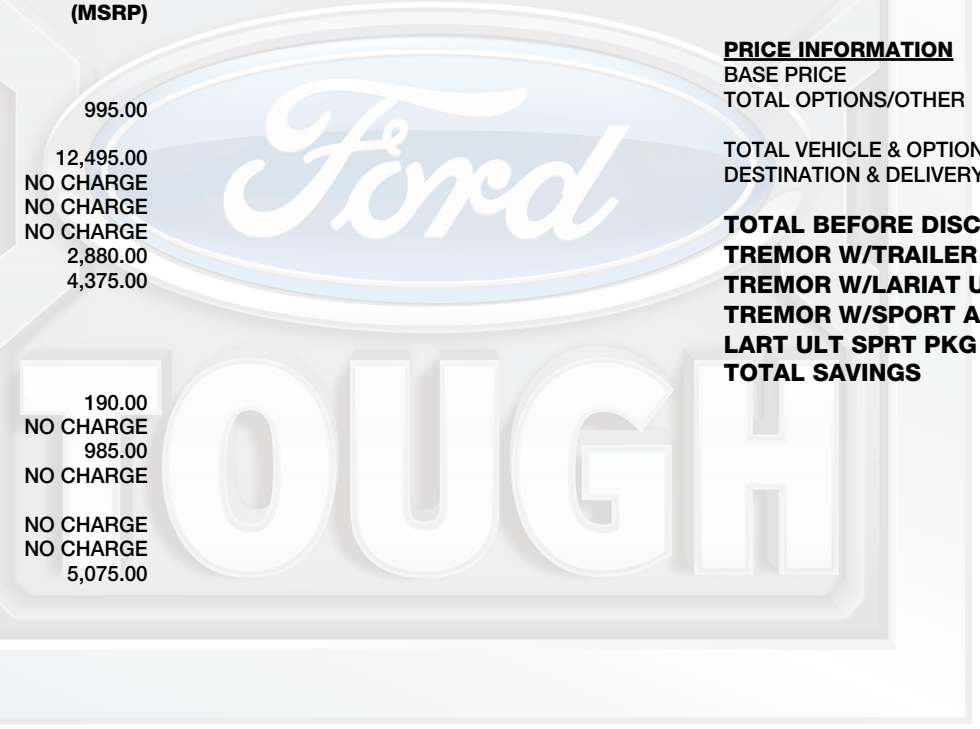 (MSRP)
995.00
12,495.00
NO CHARGE
NO CHARGE
NO CHARGE
2,880.00
4,375.00
190.00
NO CHARGE
985.00
NO CHARGE
NO CHARGE
NO CHARGE
5,075.00
PRICE INFORMATION
BASE PRICE
TOTAL OPTIONS/OTHER
TOTAL VEHICLE & OPTION
DESTINATION & DELIVERY
TOTAL BEFORE DISC
TREMOR W/TRAILER
TREMOR W/LARIAT U
TREMOR W/SPORT A
LART ULT SPRT PKG
TOTAL SAVINGS
Ford
TOUGH